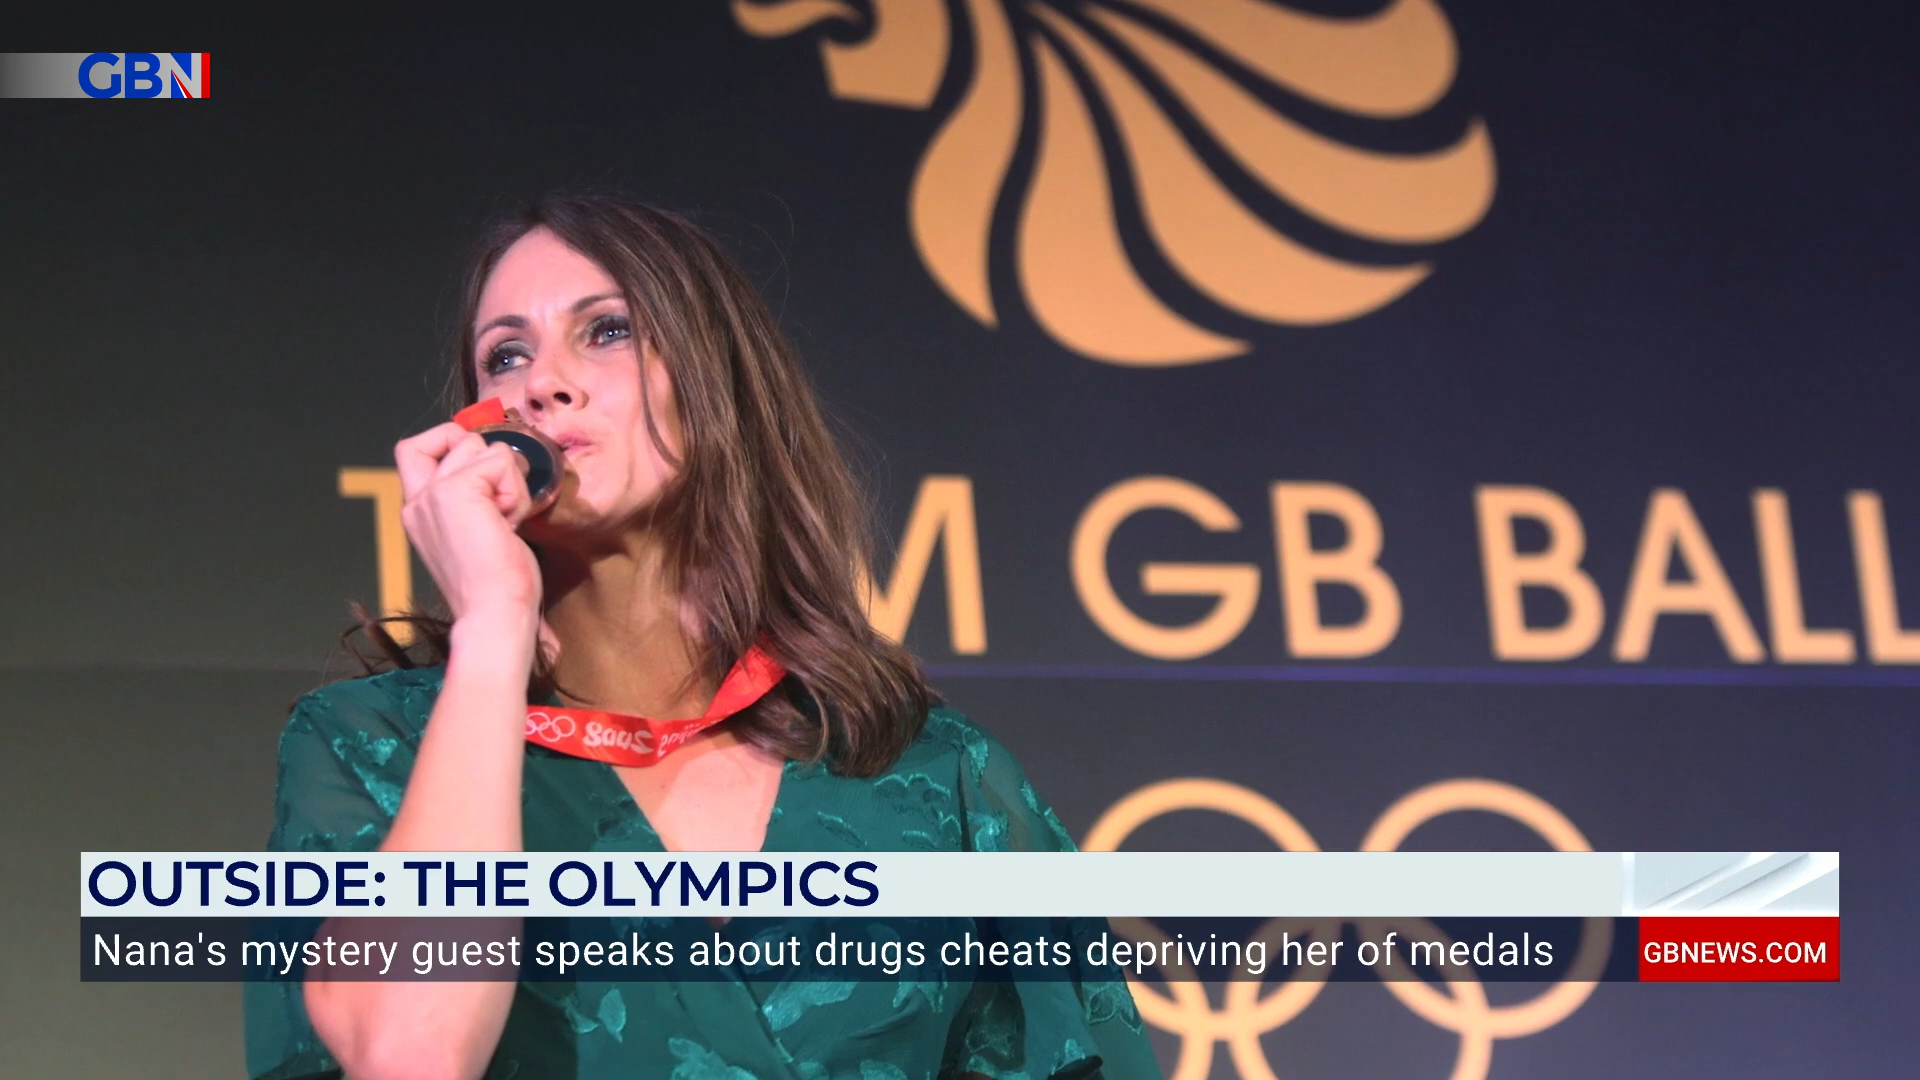 GBN
T M GB BALL
OUTSIDE: THE OLYMPICS
Nana's mystery guest speaks about drugs cheats depriving her of medals
GBNEWS.COM